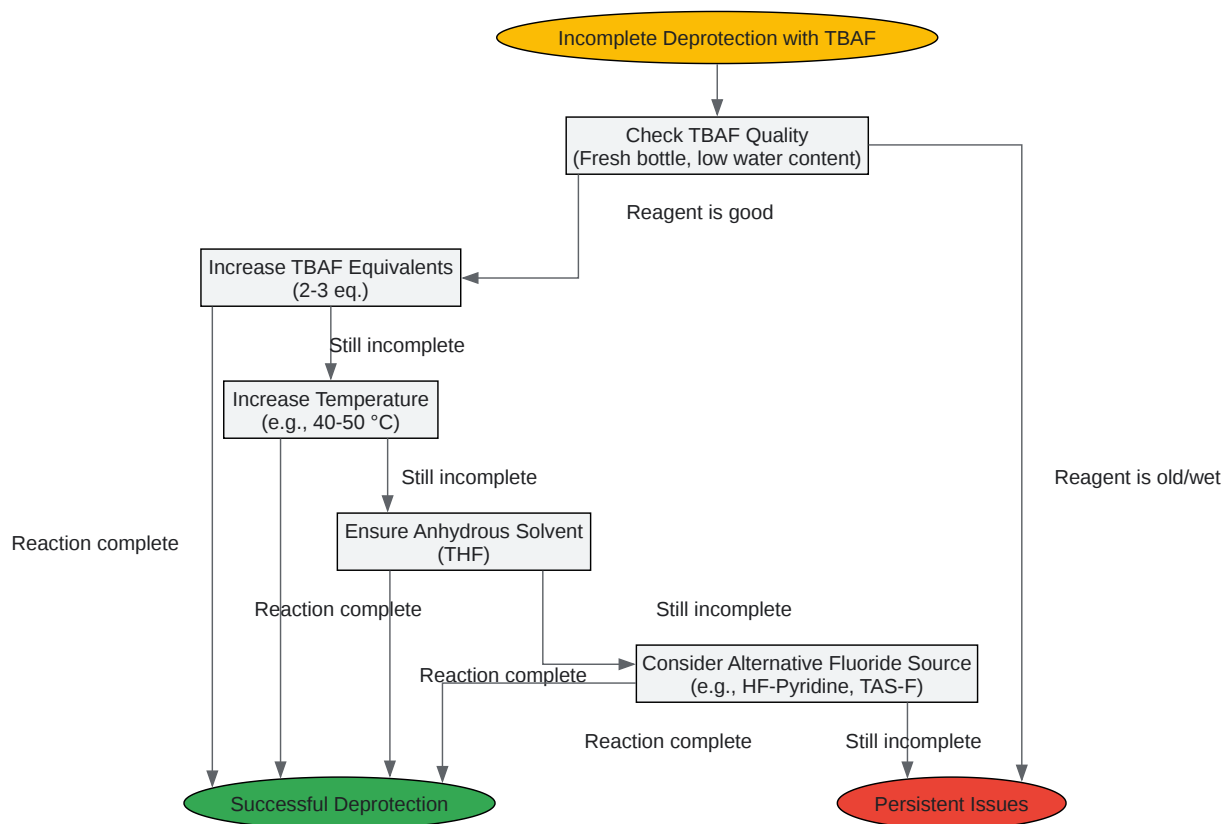 Incomplete Deprotection with TBAF
Check TBAF Quality
(Fresh bottle, low water content)
Reagent is good
Increase TBAF Equivalents
(2-3 eq.)
Still incomplete
Increase Temperature
(e.g., 40-50 °C)
Still incomplete
Reagent is old/wet
Ensure Anhydrous Solvent
(THF)
Reaction complete
Reaction complete
Still incomplete
Consider Alternative Fluoride Source
(e.g., HF-Pyridine, TAS-F)
Reaction complete
Reaction complete
Still incomplete
Successful Deprotection
Persistent Issues